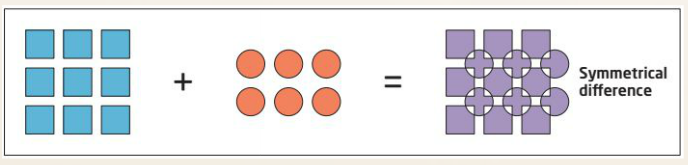 +
=
Symmetrical
difference